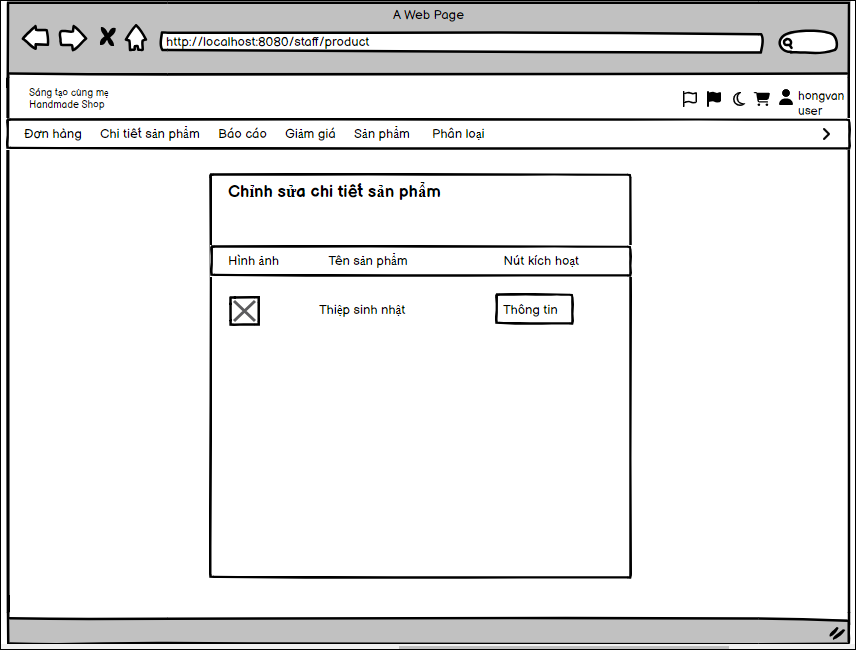 A Web Page
http://localhost:8080/staff/product
Sáng tạo cùng mẹ
Handmade Shop
hongvan
user
Đơn hàng Chi tiết sản phẩm Báo cáo Giảm giá Sản phẩm Phân loại
Chỉnh sửa chi tiết sản phẩm
Hình ảnh Tên sản phẩm Nút kích hoạt
Thiệp sinh nhật Thông tin